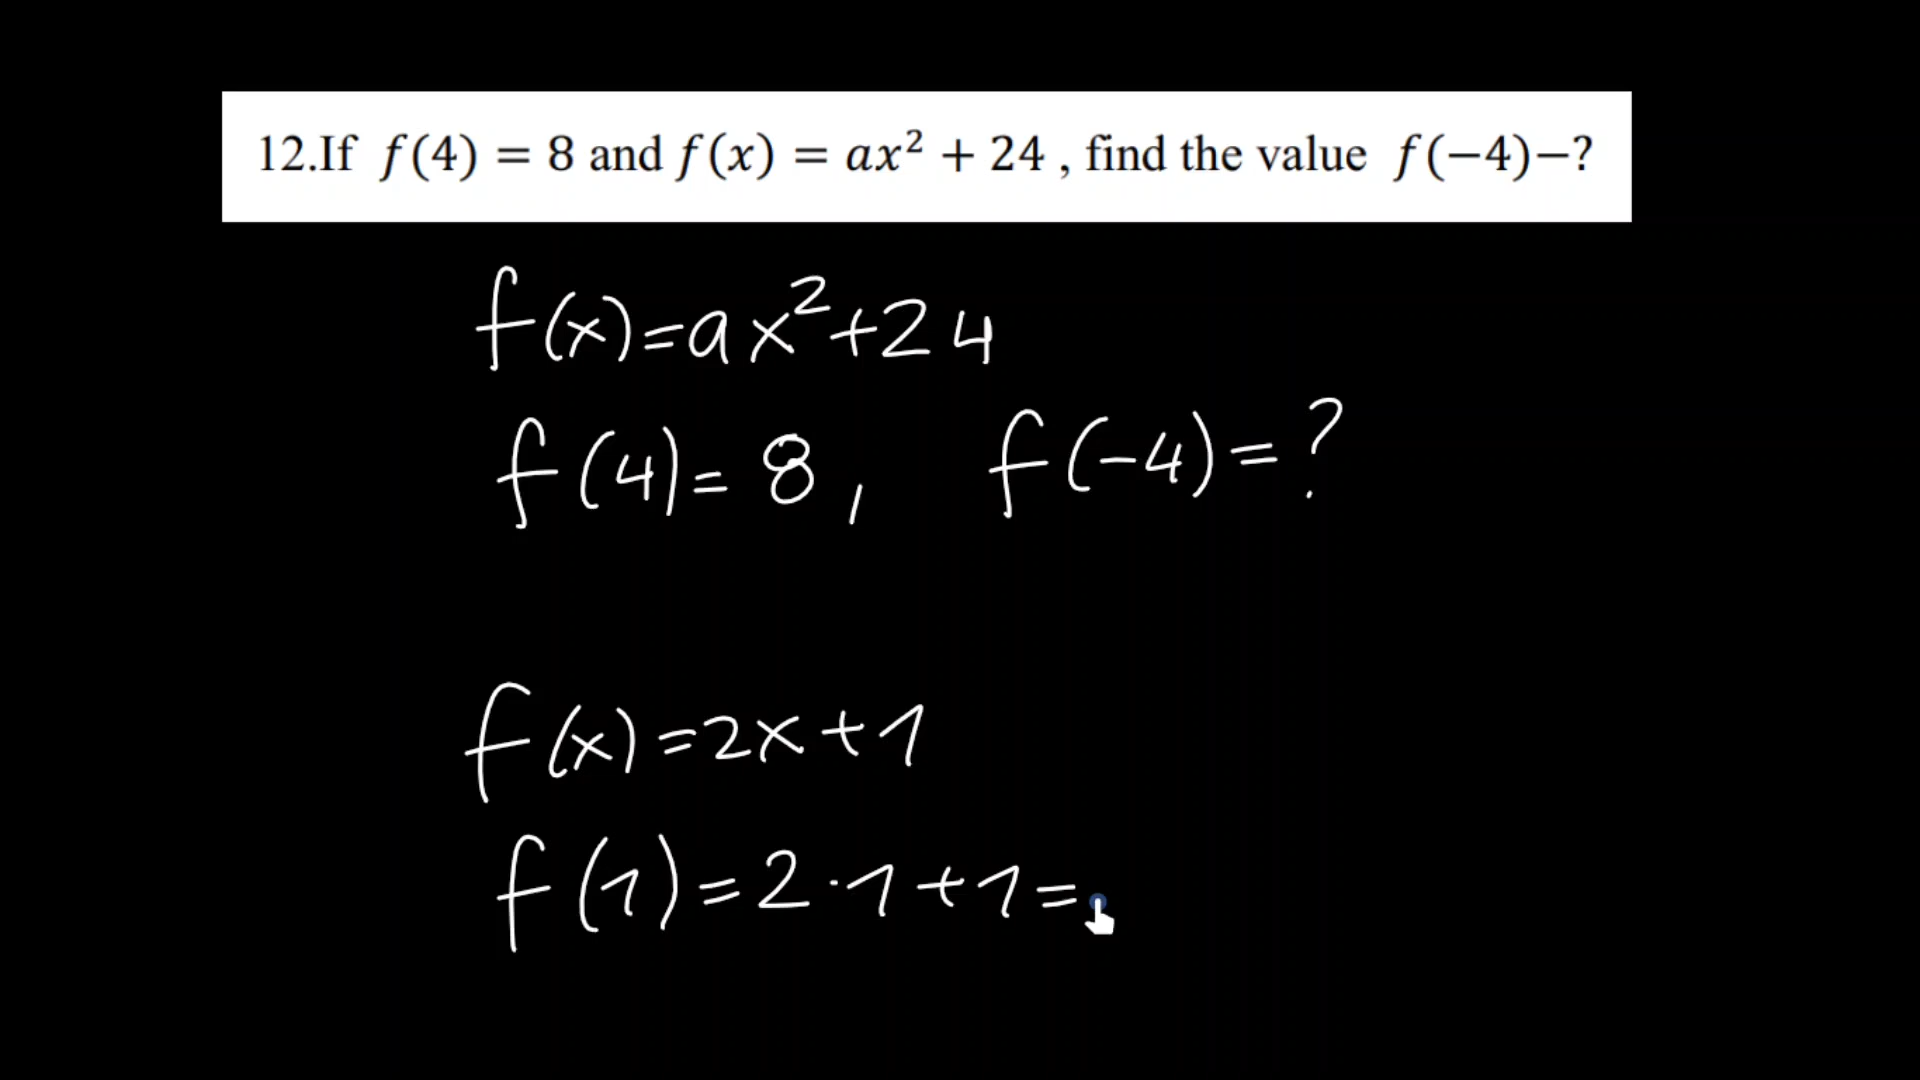 12.If f(4) = 8 and f(x) = ax² + 24 , find the value f(−4)−?
f(x)=ax²+24
f(4)= 8, f(-4)=?
f(x)=2x+1
f(1)=2·1+1=